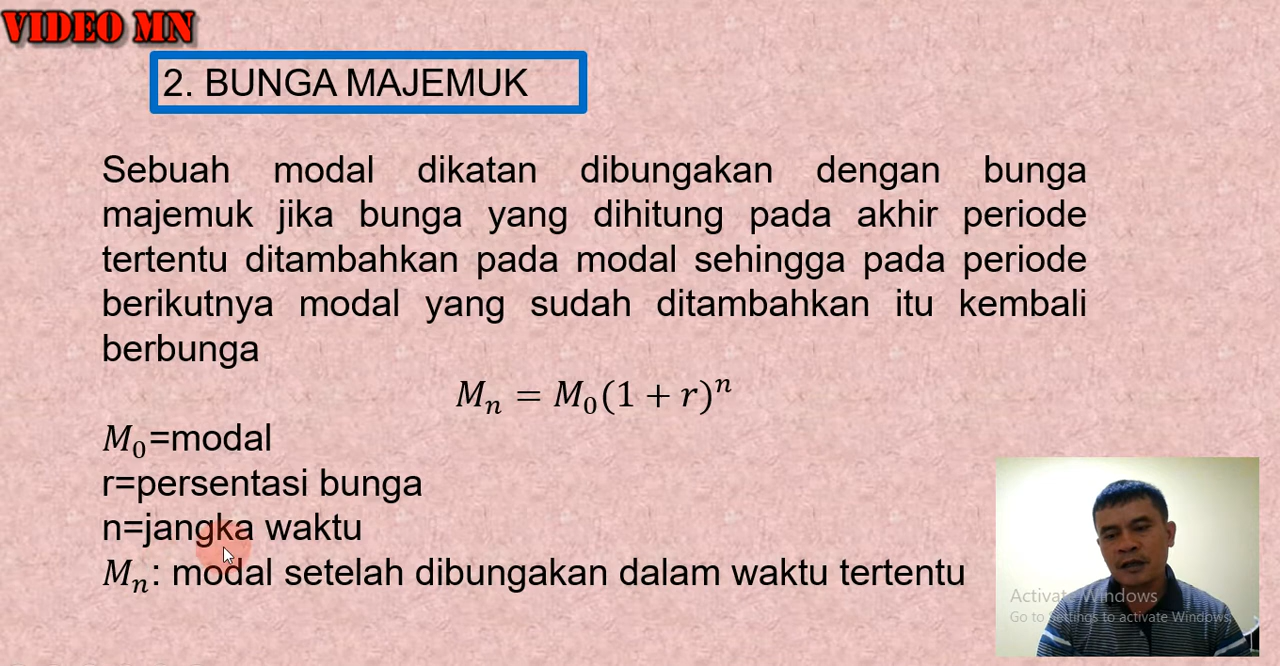 VIDEO MN
2. BUNGA MAJEMUK
Sebuah modal dikatan dibungakan dengan bunga
majemuk jika bunga yang dihitung pada akhir periode
tertentu ditambahkan pada modal sehingga pada periode
berikutnya modal yang sudah ditambahkan itu kembali
berbunga
$M_n = M_0(1 + r)^n$
$M_0$=modal
r=persentasi bunga
n=jangka waktu
$M_n$: modal setelah dibungakan dalam waktu tertentu
Activate Windows
Go to Settings to activate Windows.